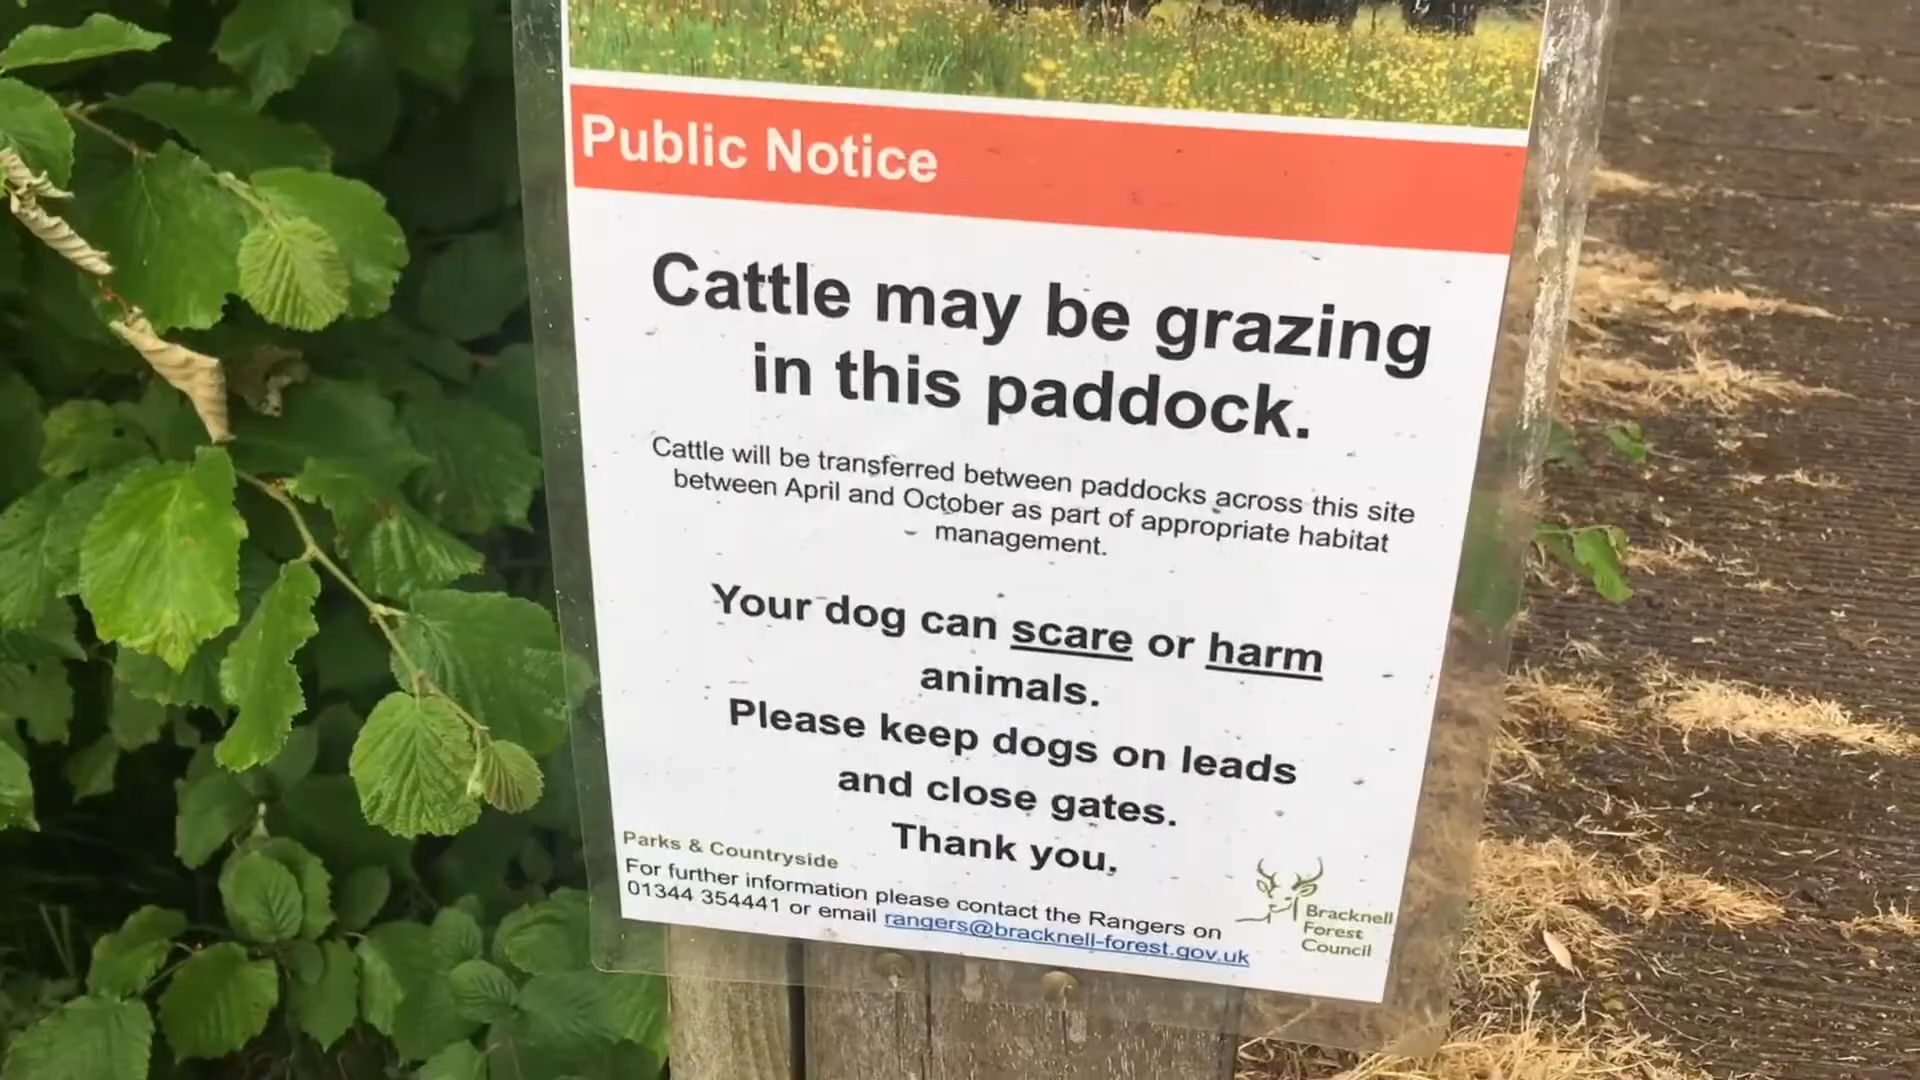 Public Notice
Cattle may be grazing
in this paddock.
Cattle will be transferred between paddocks across this site
between April and October as part of appropriate habitat
management.
Your dog can scare or harm
animals.
Please keep dogs on leads
and close gates.
Thank you.
Parks & Countryside
For further information please contact the Rangers on
01344 354441 or email rangers@bracknell-forest.gov.uk
Bracknell
Forest
Council